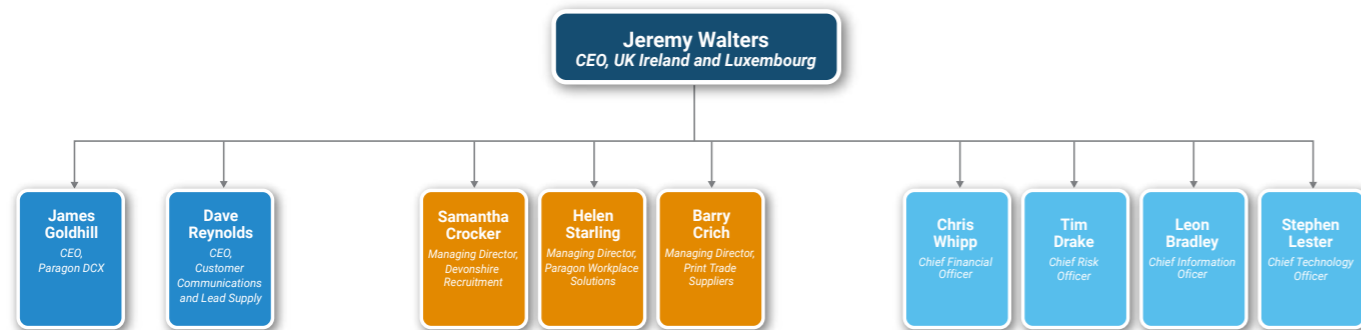 Jeremy Walters
CEO, UK Ireland and Luxembourg
James
Goldhill
CEO,
Paragon DCX
Dave
Reynolds
CEO,
Customer
Communications
and Lead Supply
Samantha
Crocker
Managing Director,
Devonshire
Recruitment
Helen
Starling
Managing Director,
Paragon Workplace
Solutions
Barry
Crich
Managing Director,
Print Trade
Suppliers
Chris
Whipp
Chief Financial
Officer
Tim
Drake
Chief Risk
Officer
Leon
Bradley
Chief Information
Oficer
Stephen
Lester
Chief Technology
Officer